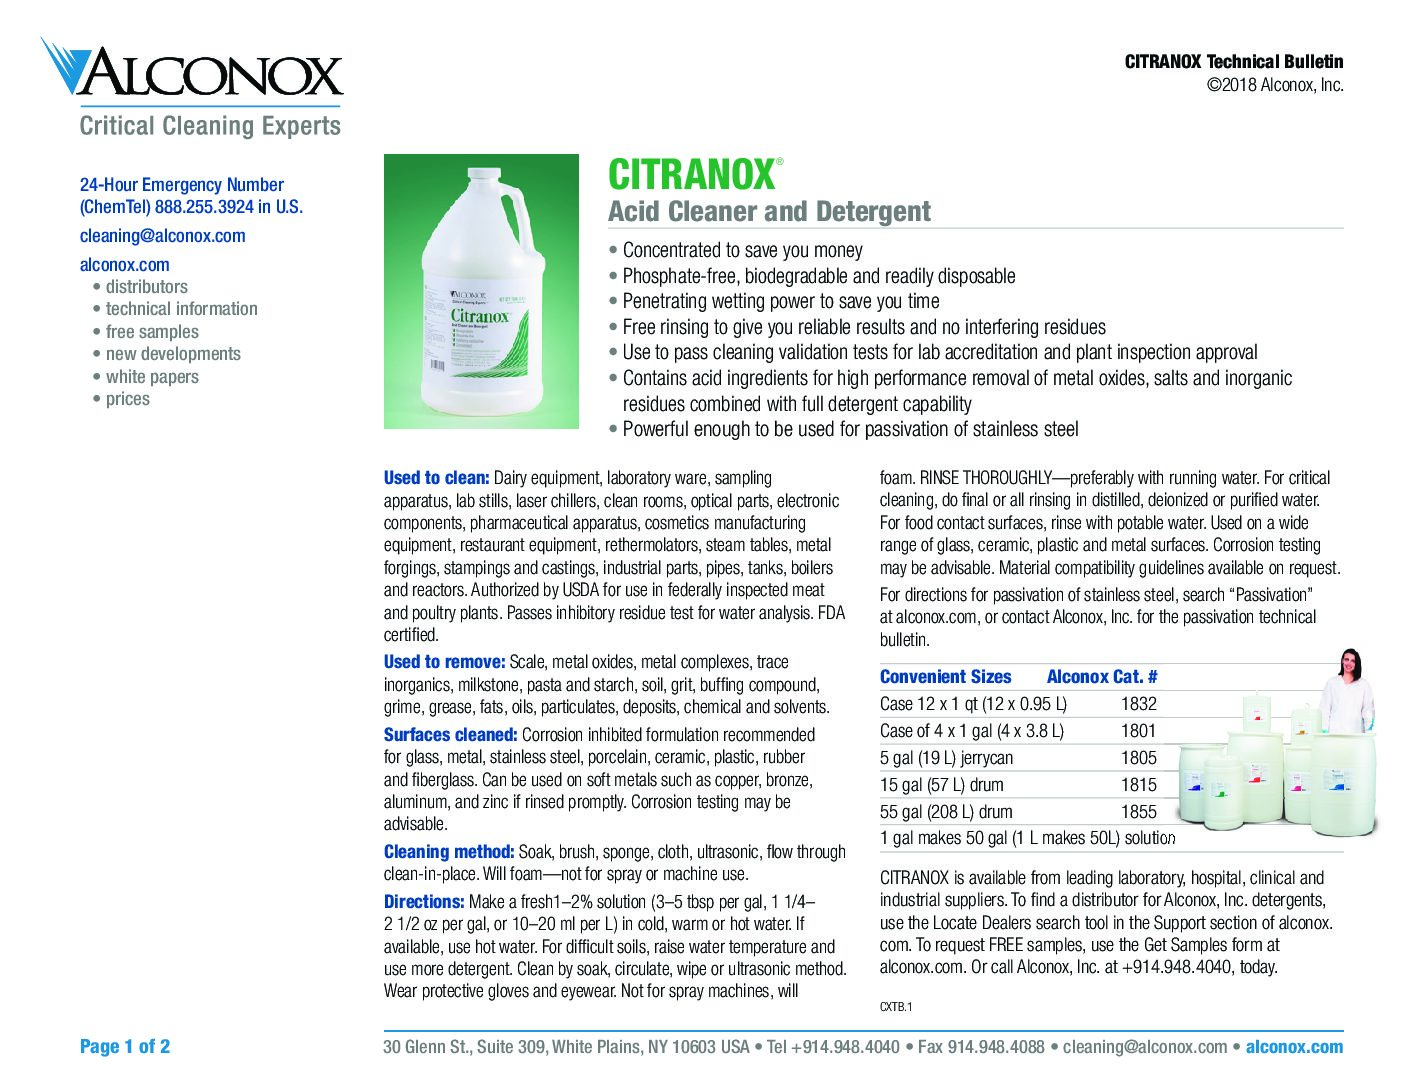 ALCONOX
Critical Cleaning Experts
CITRANOX Technical Bulletin
©2018 Alconox, Inc.
24-Hour Emergency Number
(ChemTel) 888.255.3924 in U.S.
cleaning@alconox.com
alconox.com
• distributors
• technical information
• free samples
• new developments
• white papers
• prices
ALCONOX
Citranox
CITRANOX®
Acid Cleaner and Detergent
• Concentrated to save you money
• Phosphate-free, biodegradable and readily disposable
• Penetrating wetting power to save you time
• Free rinsing to give you reliable results and no interfering residues
• Use to pass cleaning validation tests for lab accreditation and plant inspection approval
• Contains acid ingredients for high performance removal of metal oxides, salts and inorganic
residues combined with full detergent capability
• Powerful enough to be used for passivation of stainless steel
Used to clean: Dairy equipment, laboratory ware, sampling
apparatus, lab stills, laser chillers, clean rooms, optical parts, electronic
components, pharmaceutical apparatus, cosmetics manufacturing
equipment, restaurant equipment, rethermolators, steam tables, metal
forgings, stampings and castings, industrial parts, pipes, tanks, boilers
and reactors. Authorized by USDA for use in federally inspected meat
and poultry plants. Passes inhibitory residue test for water analysis. FDA
certified.
Used to remove: Scale, metal oxides, metal complexes, trace
inorganics, milkstone, pasta and starch, soil, grit, buffing compound,
grime, grease, fats, oils, particulates, deposits, chemical and solvents.
Surfaces cleaned: Corrosion inhibited formulation recommended
for glass, metal, stainless steel, porcelain, ceramic, plastic, rubber
and fiberglass. Can be used on soft metals such as copper, bronze,
aluminum, and zinc if rinsed promptly. Corrosion testing may be
advisable.
Cleaning method: Soak, brush, sponge, cloth, ultrasonic, flow through
clean-in-place. Will foam—not for spray or machine use.
Directions: Make a fresh1–2% solution (3–5 tbsp per gal, 1 1/4–
2 1/2 oz per gal, or 10–20 ml per L) in cold, warm or hot water. If
available, use hot water. For difficult soils, raise water temperature and
use more detergent. Clean by soak, circulate, wipe or ultrasonic method.
Wear protective gloves and eyewear. Not for spray machines, will
foam. RINSE THOROUGHLY—preferably with running water. For critical
cleaning, do final or all rinsing in distilled, deionized or purified water.
For food contact surfaces, rinse with potable water. Used on a wide
range of glass, ceramic, plastic and metal surfaces. Corrosion testing
may be advisable. Material compatibility guidelines available on request.
For directions for passivation of stainless steel, search “Passivation”
at alconox.com, or contact Alconox, Inc. for the passivation technical
bulletin.
Convenient Sizes Alconox Cat. #
Case 12 x 1 qt (12 x 0.95 L) 1832
Case of 4 x 1 gal (4 x 3.8 L) 1801
5 gal (19 L) jerrycan 1805
15 gal (57 L) drum 1815
55 gal (208 L) drum 1855
1 gal makes 50 gal (1 L makes 50L) solution
CITRANOX is available from leading laboratory, hospital, clinical and
industrial suppliers. To find a distributor for Alconox, Inc. detergents,
use the Locate Dealers search tool in the Support section of alconox.
com. To request FREE samples, use the Get Samples form at
alconox.com. Or call Alconox, Inc. at +914.948.4040, today.
CXTB.1
Page 1 of 2
30 Glenn St., Suite 309, White Plains, NY 10603 USA • Tel +914.948.4040 • Fax 914.948.4088 • cleaning@alconox.com • alconox.com